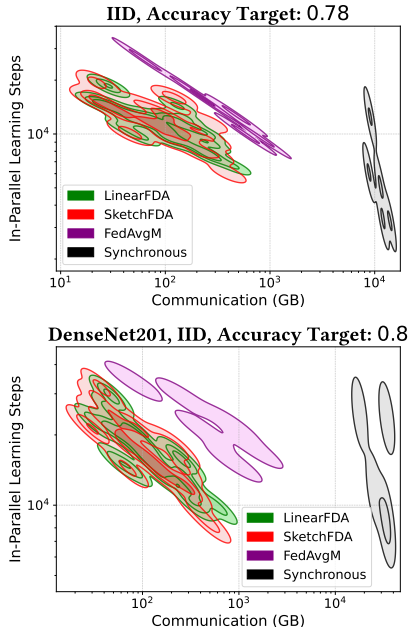 IID, Accuracy Target: 0.78
In-Parallel Learning Steps
10⁴
LinearFDA
SketchFDA
FedAvgM
Synchronous
10¹ 10² 10³ 10⁴
Communication (GB)
DenseNet201, IID, Accuracy Target: 0.8
In-Parallel Learning Steps
10⁴
LinearFDA
SketchFDA
FedAvgM
Synchronous
10² 10³ 10⁴
Communication (GB)